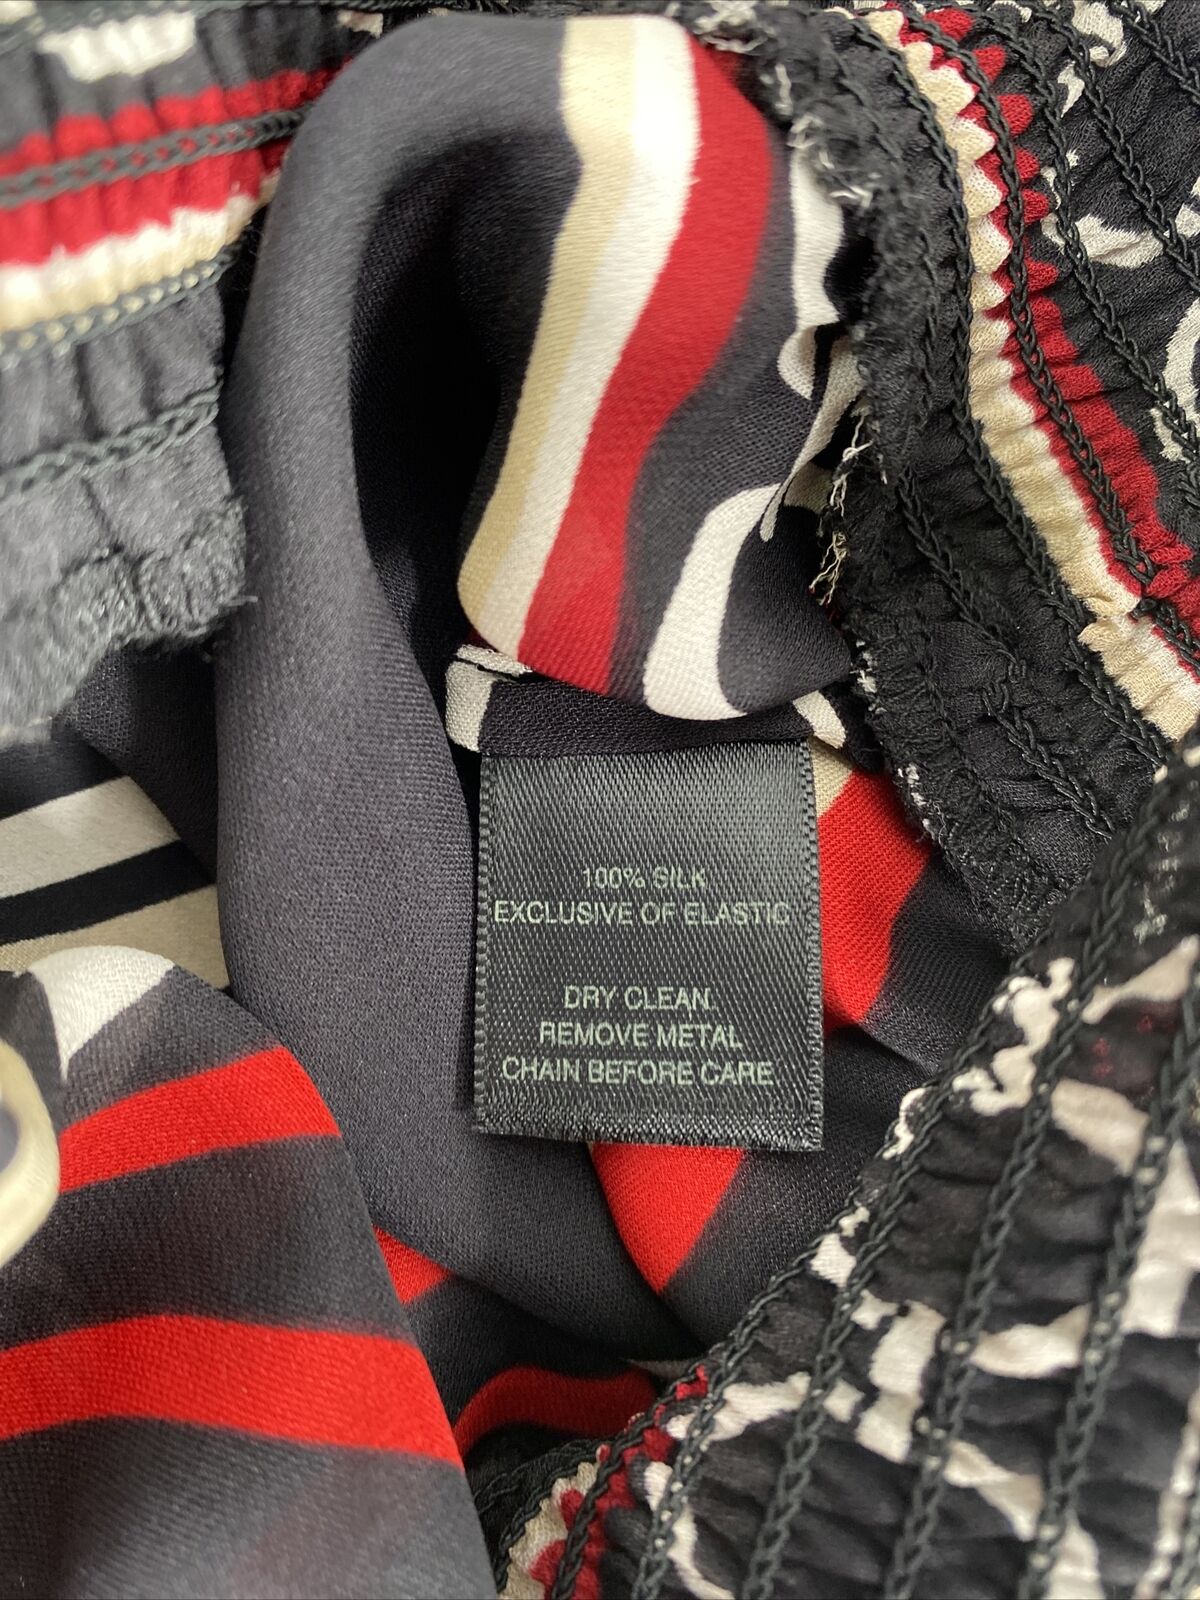 100% SILK
EXCLUSIVE OF ELASTIC
DRY CLEAN.
REMOVE METAL
CHAIN BEFORE CARE